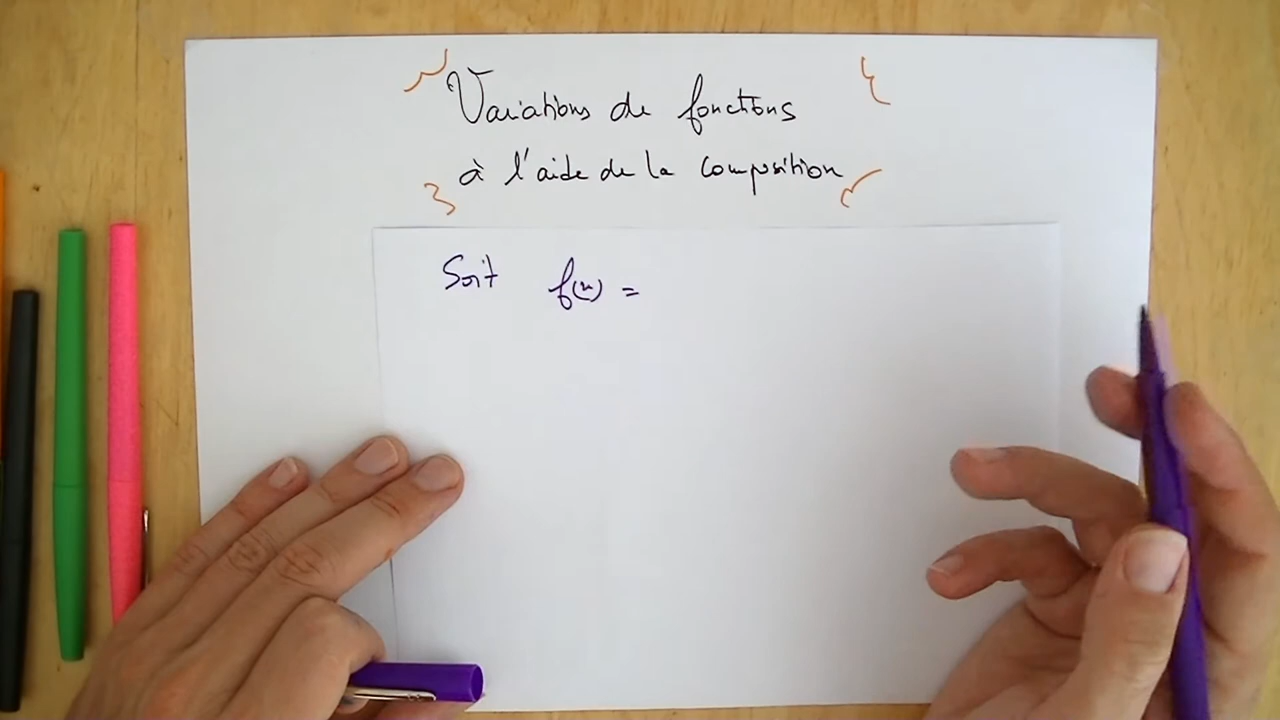 Variations de fonctions
à l'aide de la composition
Soit f(x) =